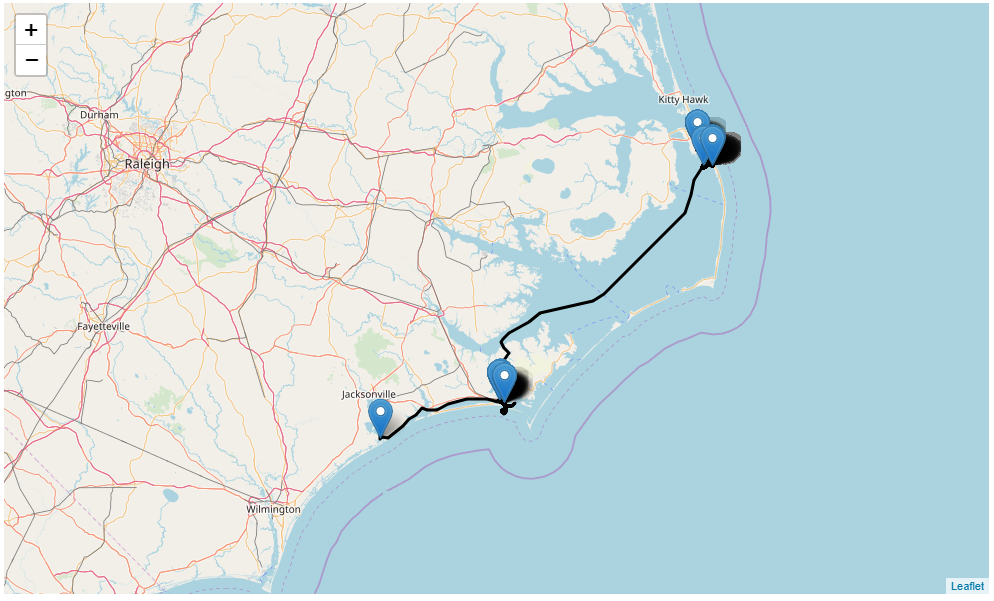 +
−
Kitty Hawk
gton
Durham
Raleigh
Fayetteville
Jacksonville
Wilmington
Leaflet